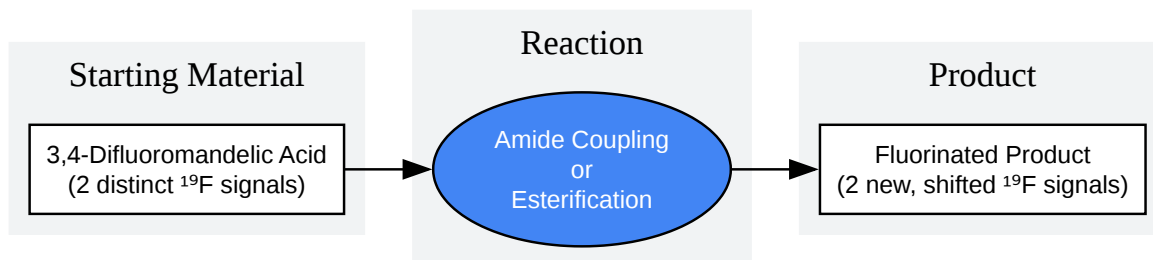 Starting Material
3,4-Difluoromandelic Acid
(2 distinct ¹⁹F signals)
Reaction
Amide Coupling
or
Esterification
Product
Fluorinated Product
(2 new, shifted ¹⁹F signals)